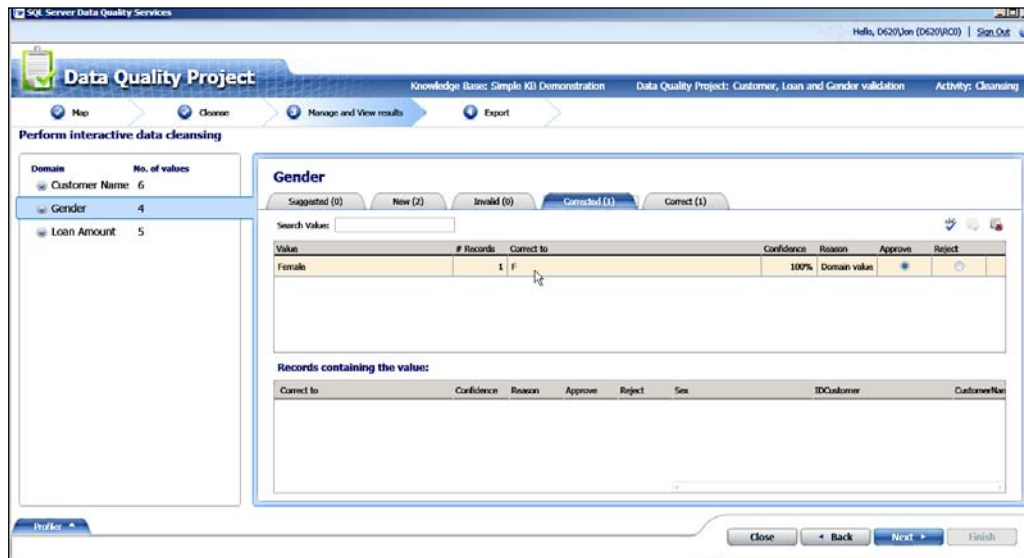 SQL Server Data Quality Services
Hello, D620\Jon (D620\RC0) | Sign Out
Data Quality Project
Knowledge Base: Simple KB Demonstration Data Quality Project: Customer, Loan and Gender validation Activity: Cleansing
Map Cleanse 3 Manage and View results 4 Export
Perform interactive data cleansing
Domain No. of values
Customer Name 6
Gender 4
Loan Amount 5
Gender
Suggested (0) New (2) Invalid (0) Corrected (1) Correct (1)
Search Value:
Value # Records Correct to Confidence Reason Approve Reject
Female 1 F 100% Domain value
Records containing the value:
Correct to Confidence Reason Approve Reject Sex IDCustomer CustomerNam
Profiler
Close Back Next Finish